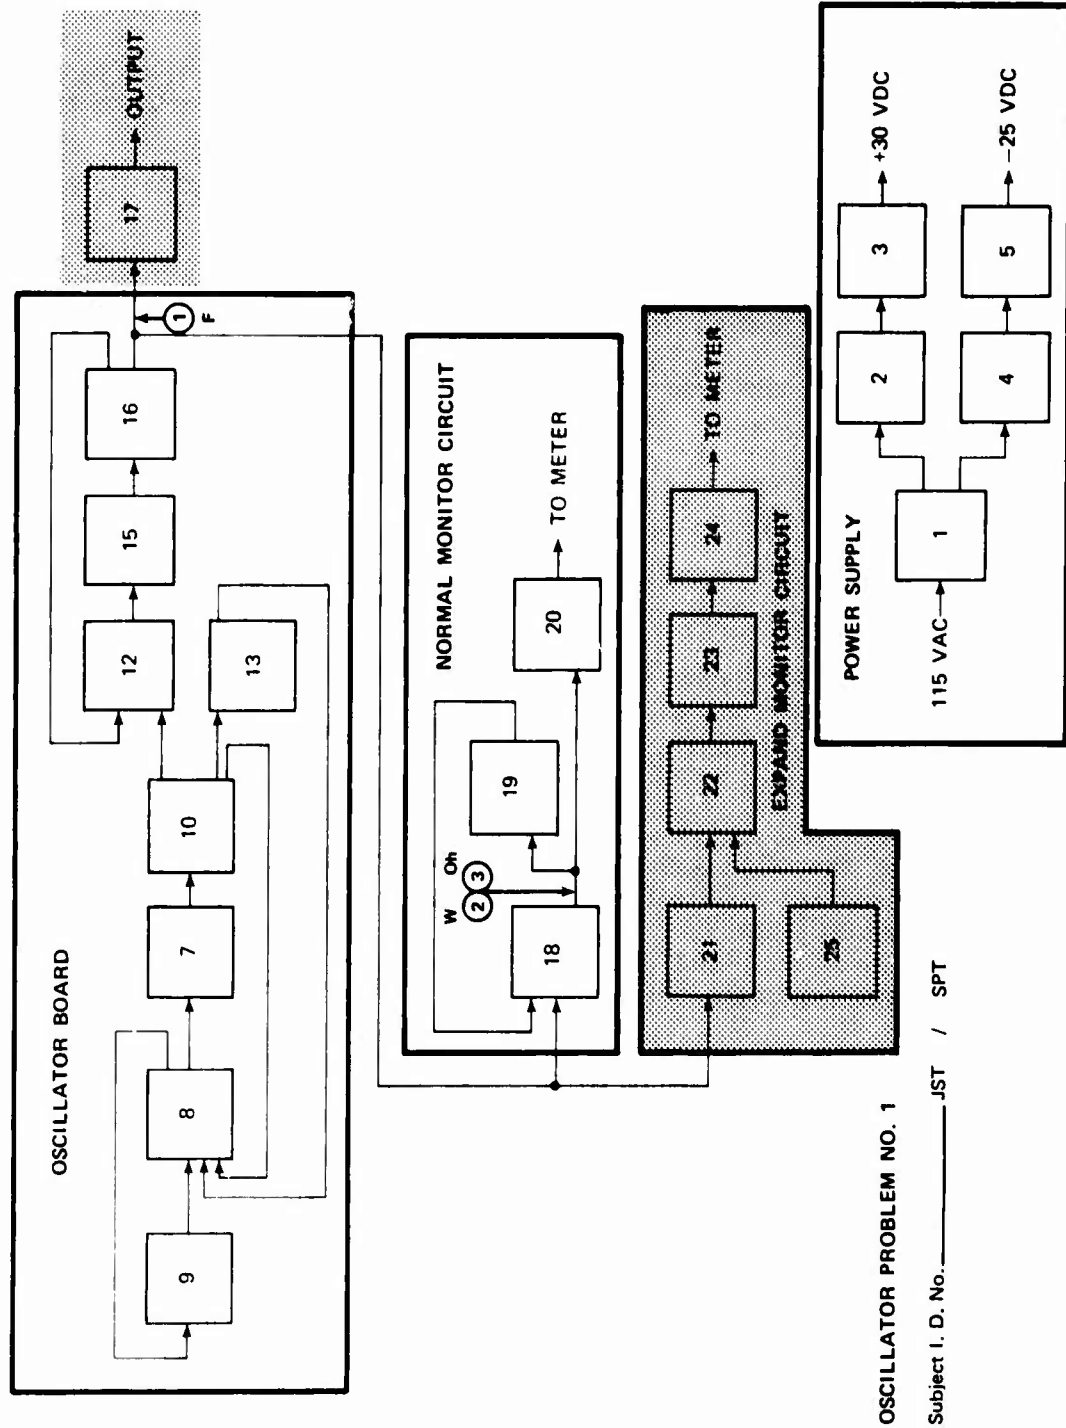 OSCILLATOR BOARD
9
8
7
10
12
13
15
16
1
F
17
OUTPUT
NORMAL MONITOR CIRCUIT
W
Oh
2
3
18
19
20
TO METER
21
25
22
23
24
TO METER
EXPAND MONITOR CIRCUIT
POWER SUPPLY
115 VAC
1
2
3
+30 VDC
4
5
−25 VDC
OSCILLATOR PROBLEM NO. 1
Subject I. D. No. JST / SPT